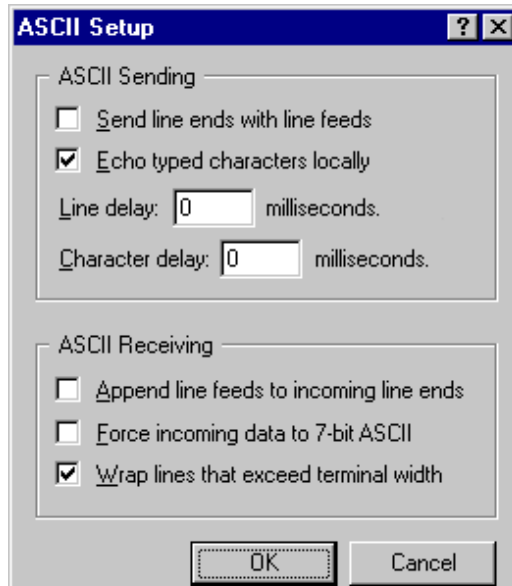 ASCII Setup
ASCII Sending
Send line ends with line feeds
Echo typed characters locally
Line delay: 0 milliseconds.
Character delay: 0 milliseconds.
ASCII Receiving
Append line feeds to incoming line ends
Force incoming data to 7-bit ASCII
Wrap lines that exceed terminal width
OK Cancel